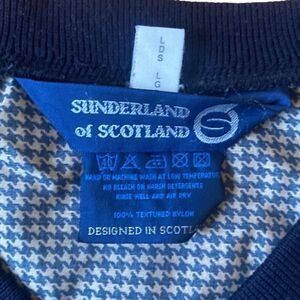 LDS
LG
SUNDERLAND
of SCOTLAND
HAND OR MACHINE WASH AT LOW TEMPERATUR
NO BLEACH OR HARSH DETERGENTS
RINSE WELL AND AIR DRY
100% TEXTURED NYLON
DESIGNED IN SCOTL